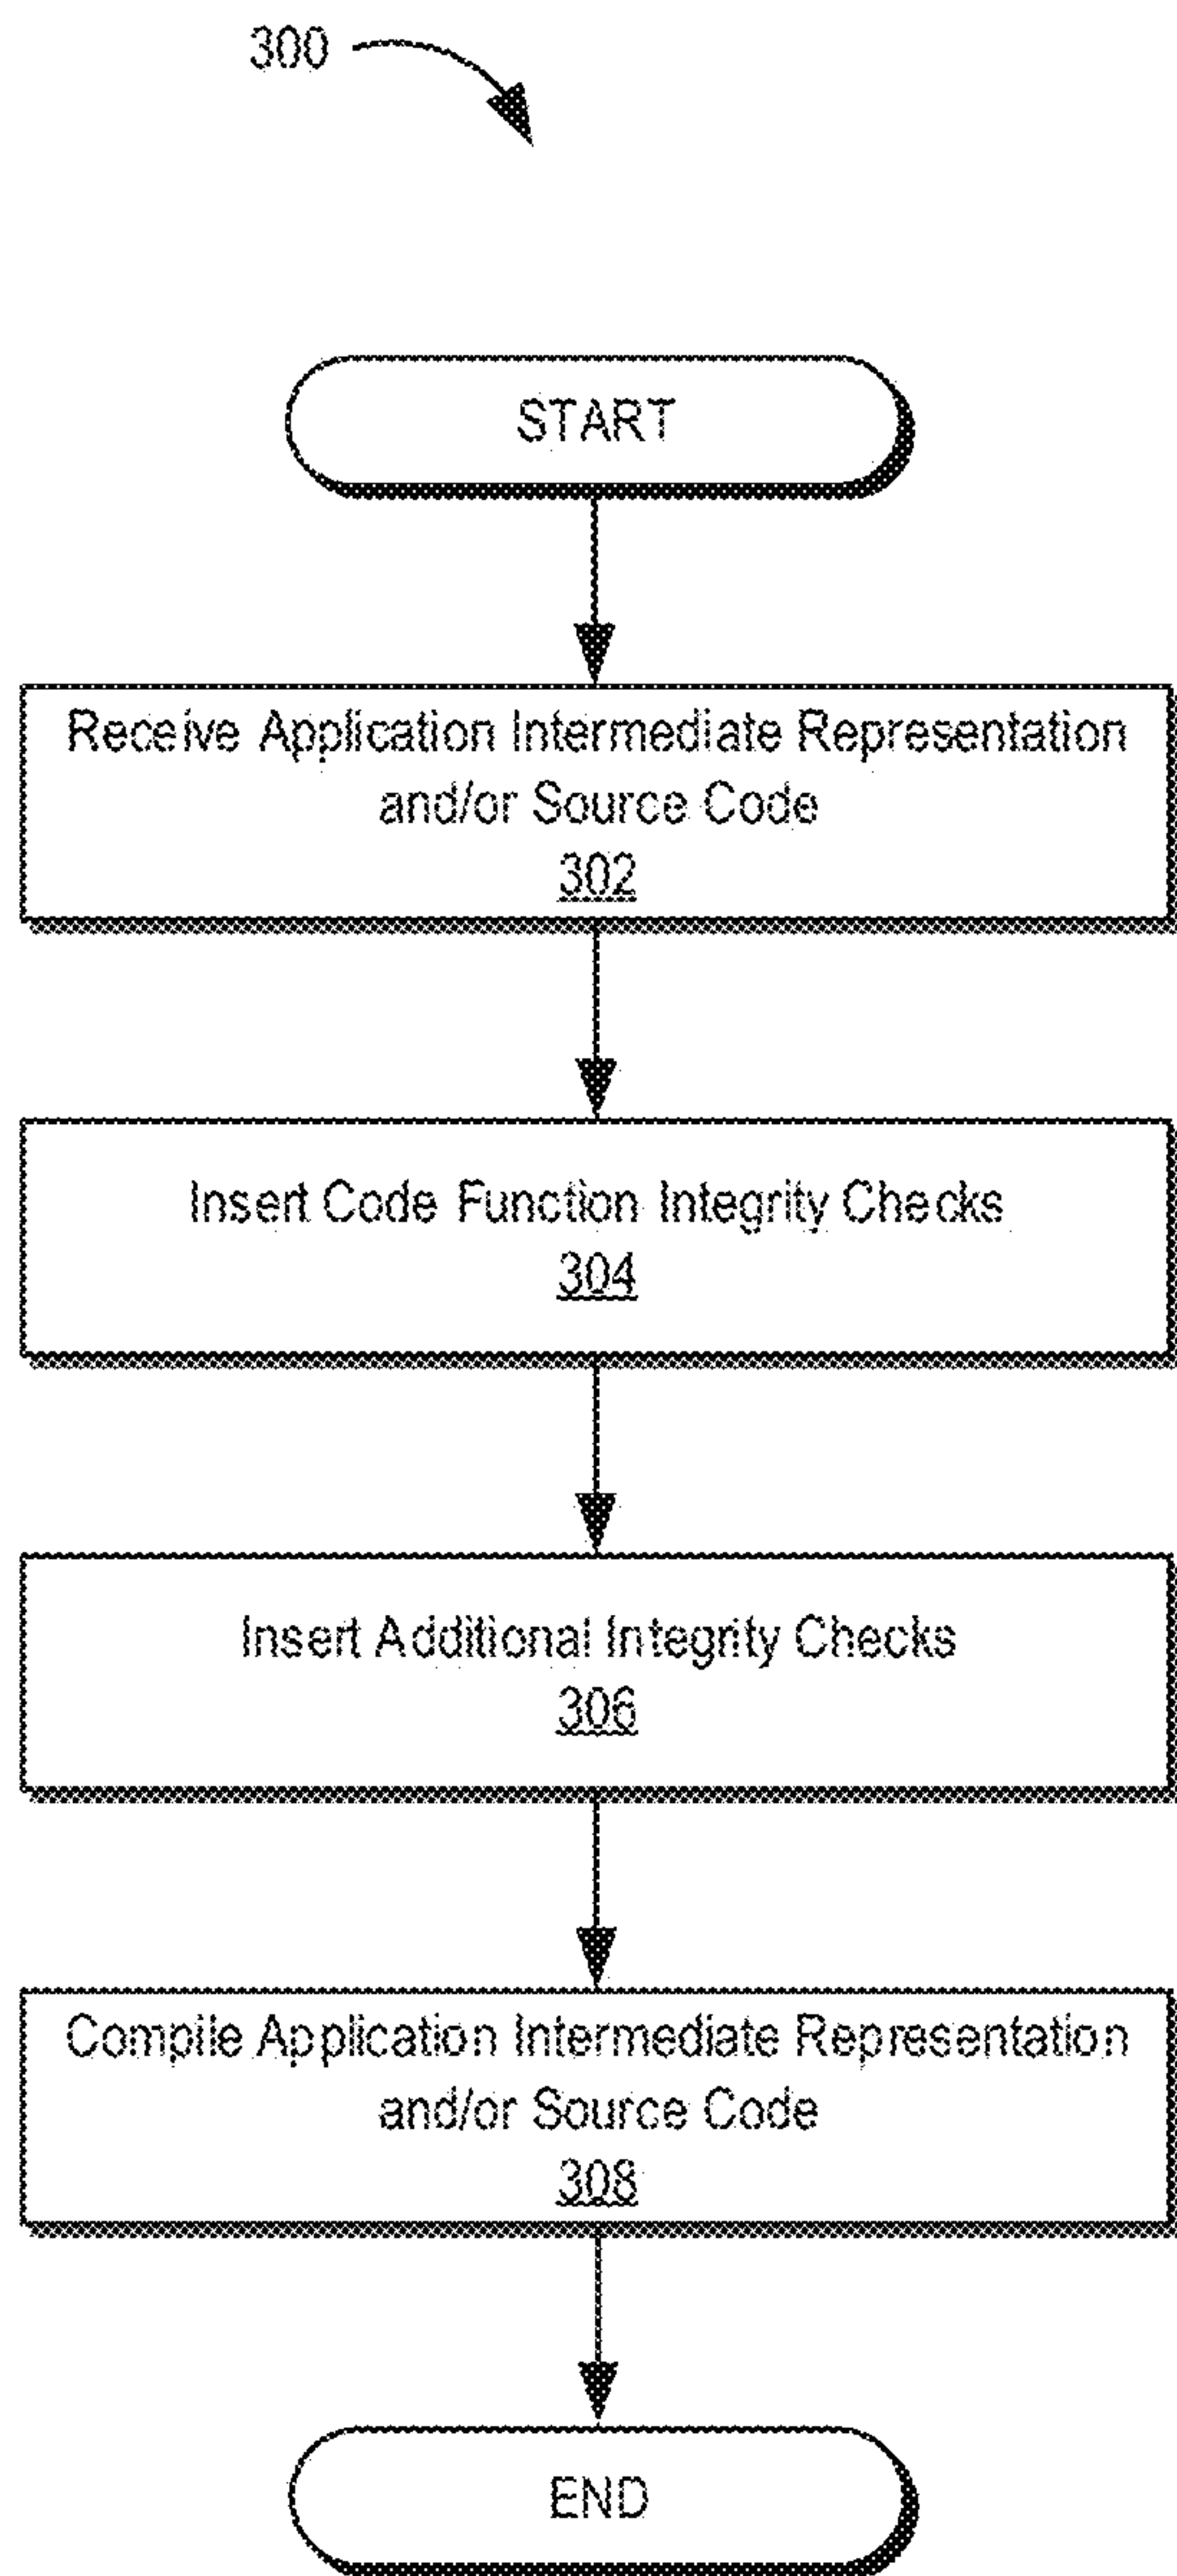 300
START
Receive Application Intermediate Representation
and/or Source Code
302
Insert Code Function Integrity Checks
304
Insert Additional Integrity Checks
306
Compile Application Intermediate Representation
and/or Source Code
308
END